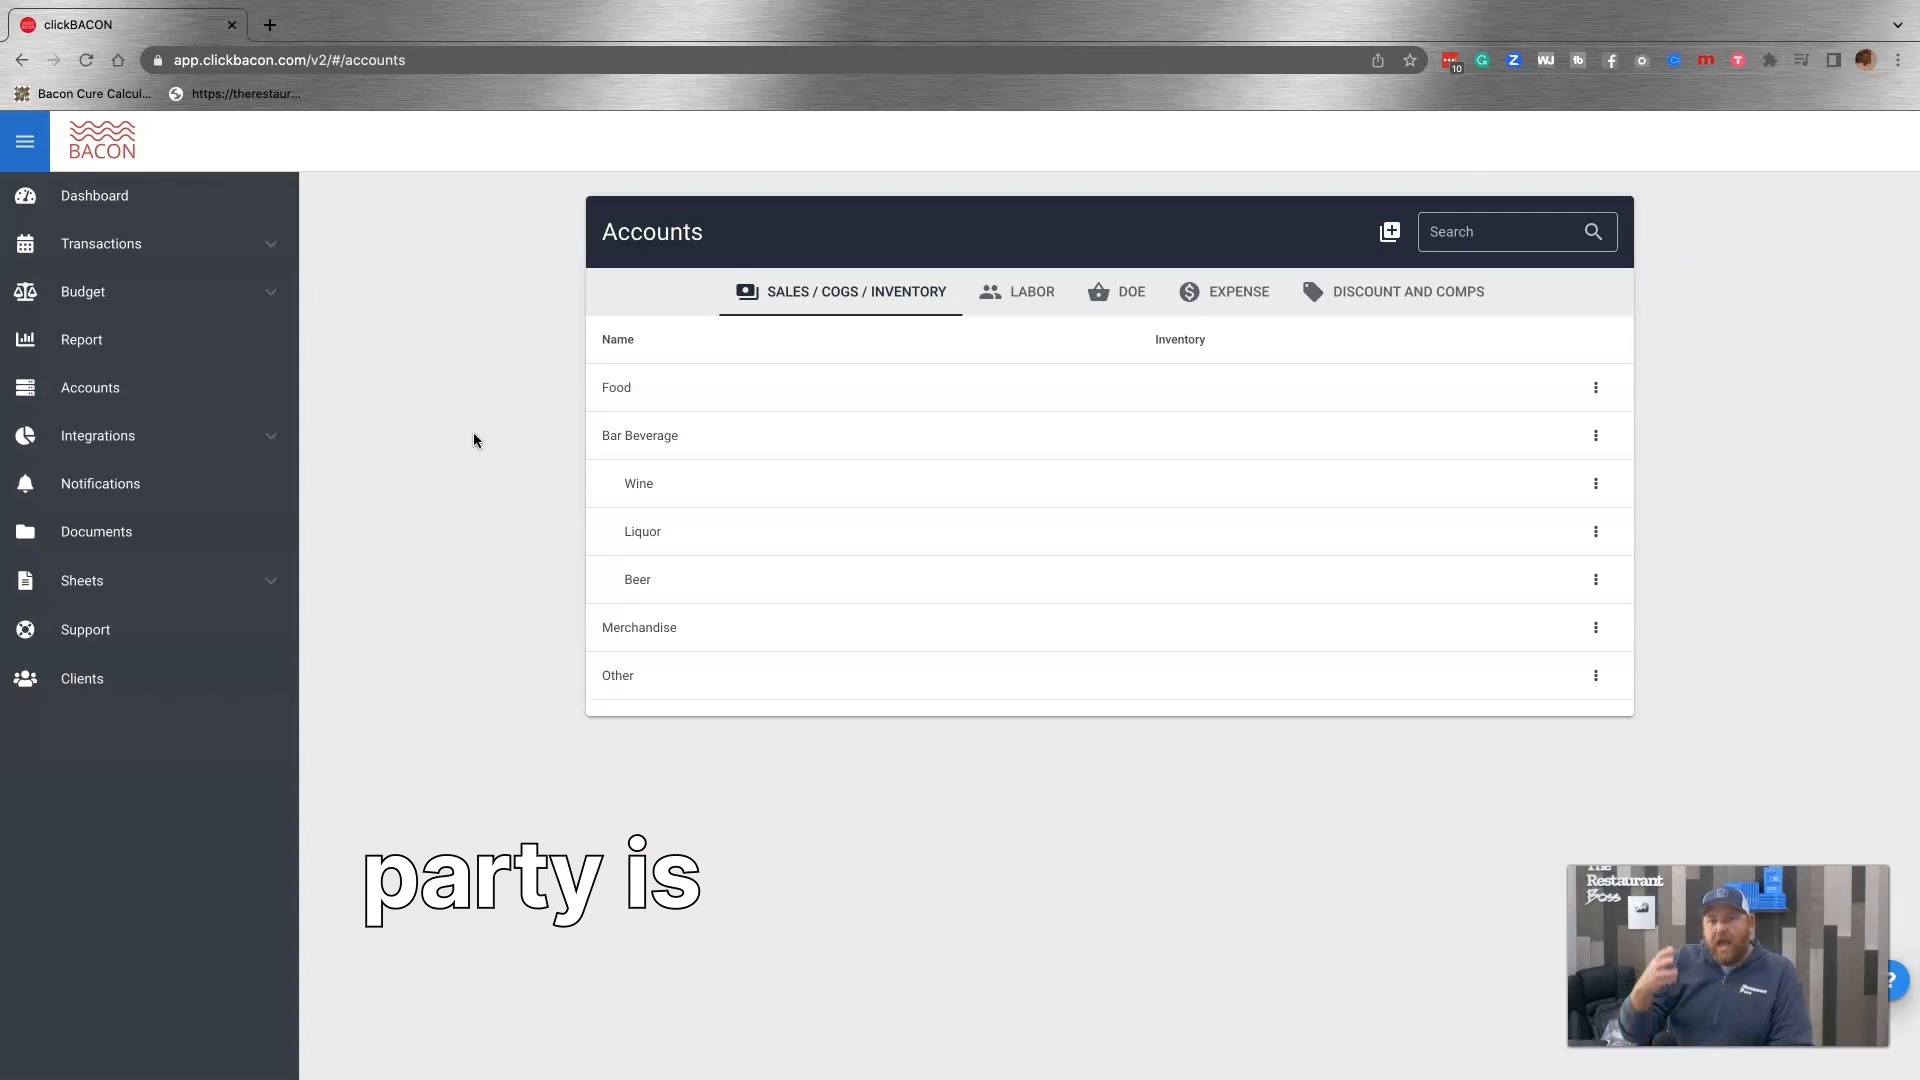 clickBACON
app.clickbacon.com/v2/#/accounts
10
Bacon Cure Calcul...
https://therestaur...
BACON
Dashboard
Transactions
Budget
Report
Accounts
Integrations
Notifications
Documents
Sheets
Support
Clients
Accounts
Search
SALES / COGS / INVENTORY
LABOR
DOE
EXPENSE
DISCOUNT AND COMPS
Name
Inventory
Food
Bar Beverage
Wine
Liquor
Beer
Merchandise
Other
party is
The
Restaurant
Boss
?